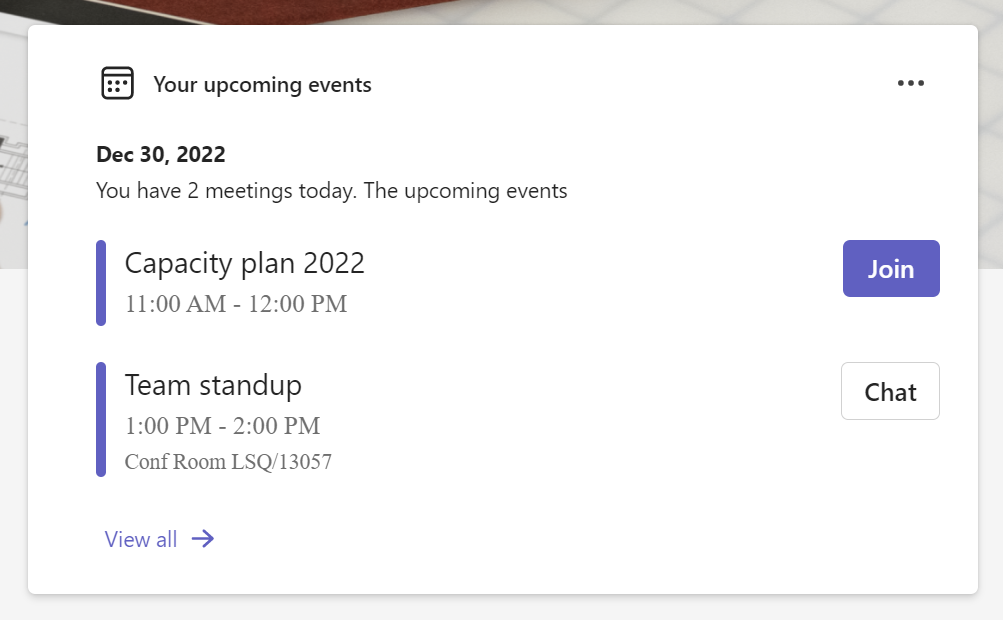 Your upcoming events
Dec 30, 2022
You have 2 meetings today. The upcoming events
Capacity plan 2022
11:00 AM - 12:00 PM
Join
Team standup
1:00 PM - 2:00 PM
Conf Room LSQ/13057
Chat
View all